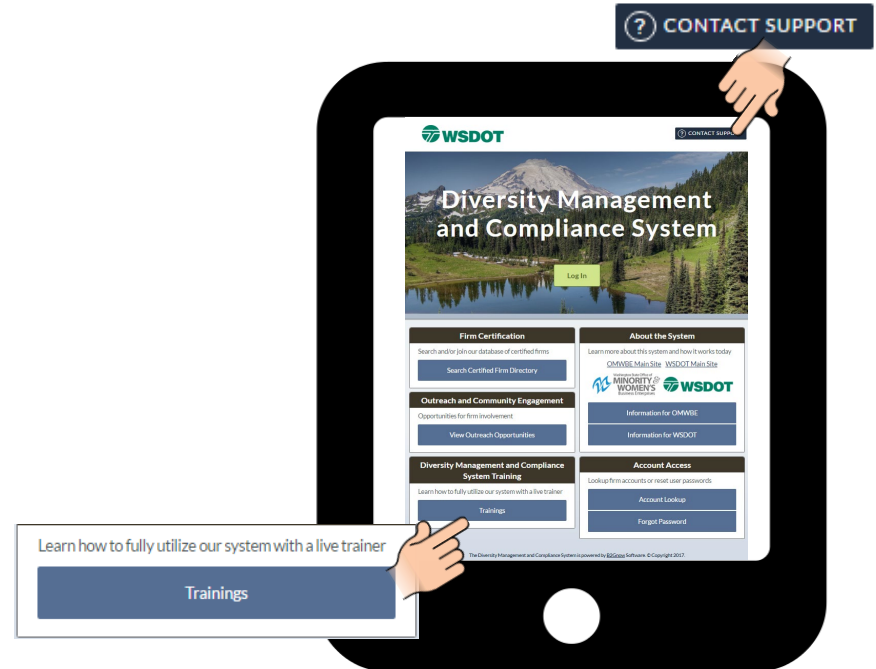 ? CONTACT SUPPORT
WSDOT
? CONTACT SUPPO
Diversity Management
and Compliance System
Log In
Firm Certification
Search and/or join our database of certified firms
Search Certified Firm Directory
Outreach and Community Engagement
Opportunities for firm involvement
View Outreach Opportunities
Diversity Management and Compliance
System Training
Learn how to fully utilize our system with a live trainer
Trainings
About the System
Learn more about this system and how it works today
OMWBE Main Site WSDOT Main Site
Washington State Office of
MINORITY &
WOMEN'S
Business Enterprises
WSDOT
Information for OMWBE
Information for WSDOT
Account Access
Lookup firm accounts or reset user passwords
Account Lookup
Forgot Password
The Diversity Management and Compliance System is powered by B2Gnow Software. © Copyright 2017.
Learn how to fully utilize our system with a live trainer
Trainings